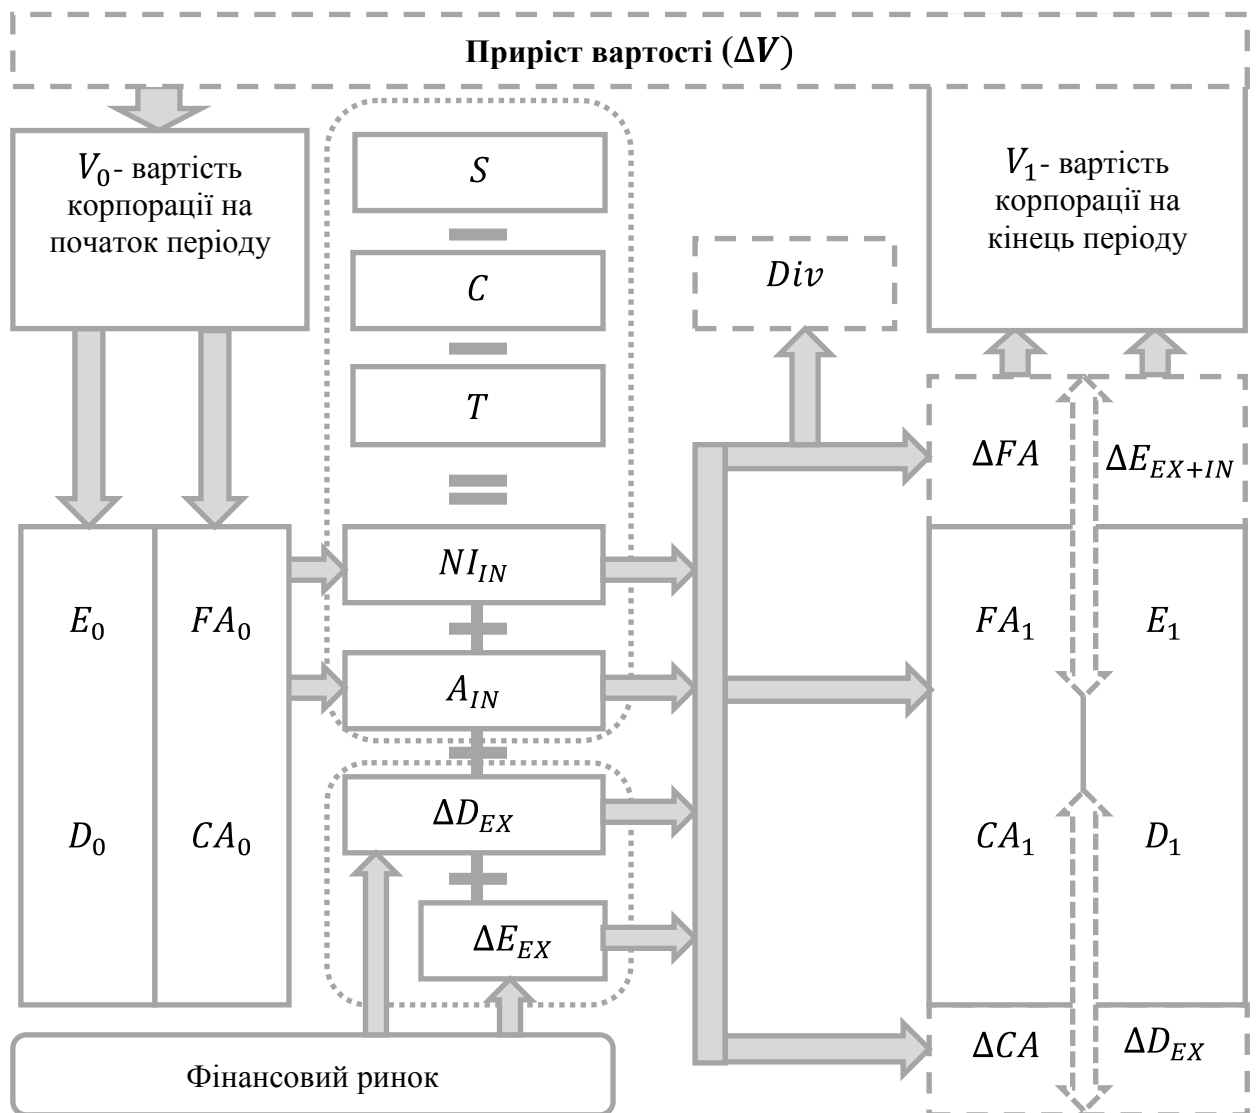 Приріст вартості (Δ𝑽)
V₀- вартість
корпорації на
початок періоду
S
C
T
NI_IN
A_IN
ΔD_EX
ΔE_EX
E₀
FA₀
D₀
CA₀
Фінансовий ринок
Div
V₁- вартість
корпорації на
кінець періоду
ΔFA
ΔE_EX+IN
FA₁
E₁
CA₁
D₁
ΔCA
ΔD_EX